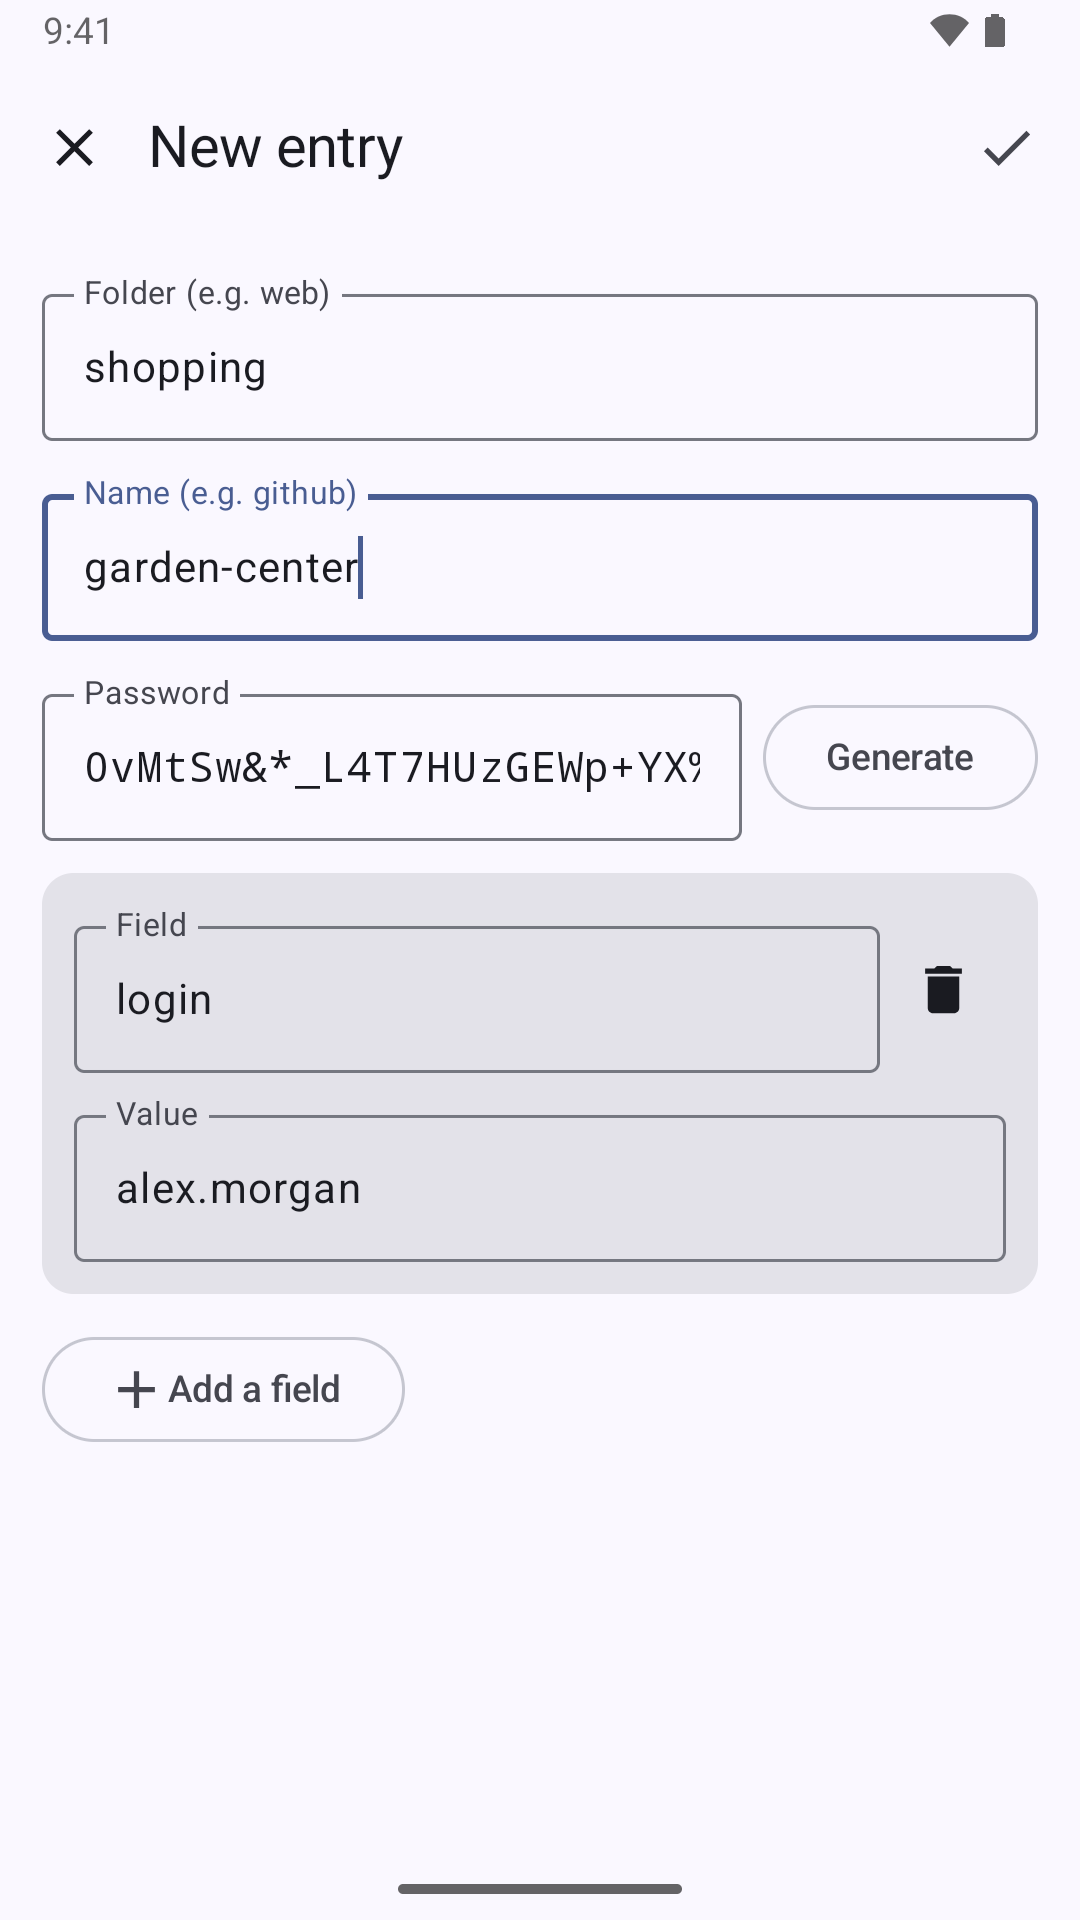 9:41
New entry
Folder (e.g. web)
shopping
Name (e.g. github)
garden-center
Password
0vMtSw&*_L4T7HUzGEWp+YX%
Generate
Field
login
Value
alex.morgan
Add a field